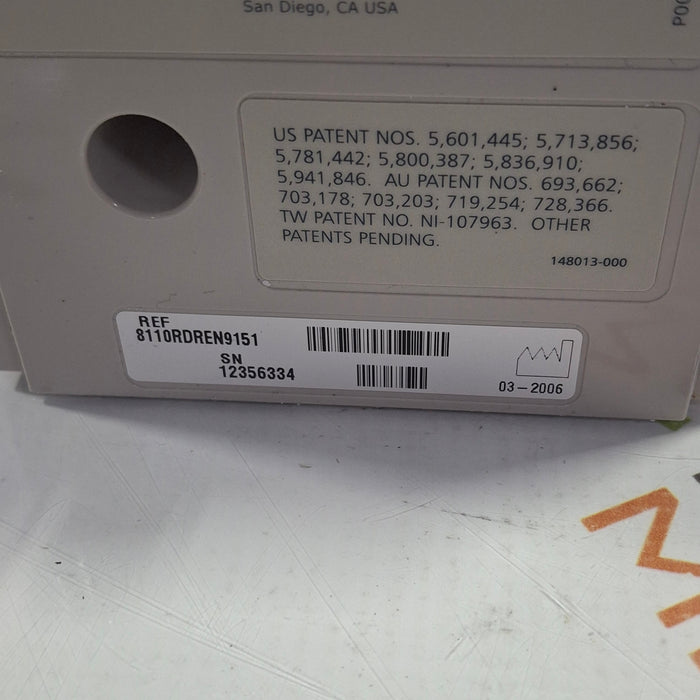 San Diego, CA USA
US PATENT NOS. 5,601,445; 5,713,856;
5,781,442; 5,800,387; 5,836,910;
5,941,846. AU PATENT NOS. 693,662;
703,178; 703,203; 719,254; 728,366.
TW PATENT NO. NI-107963. OTHER
PATENTS PENDING.
148013-000
REF
8110RDREN9151
SN
12356334
03-2006